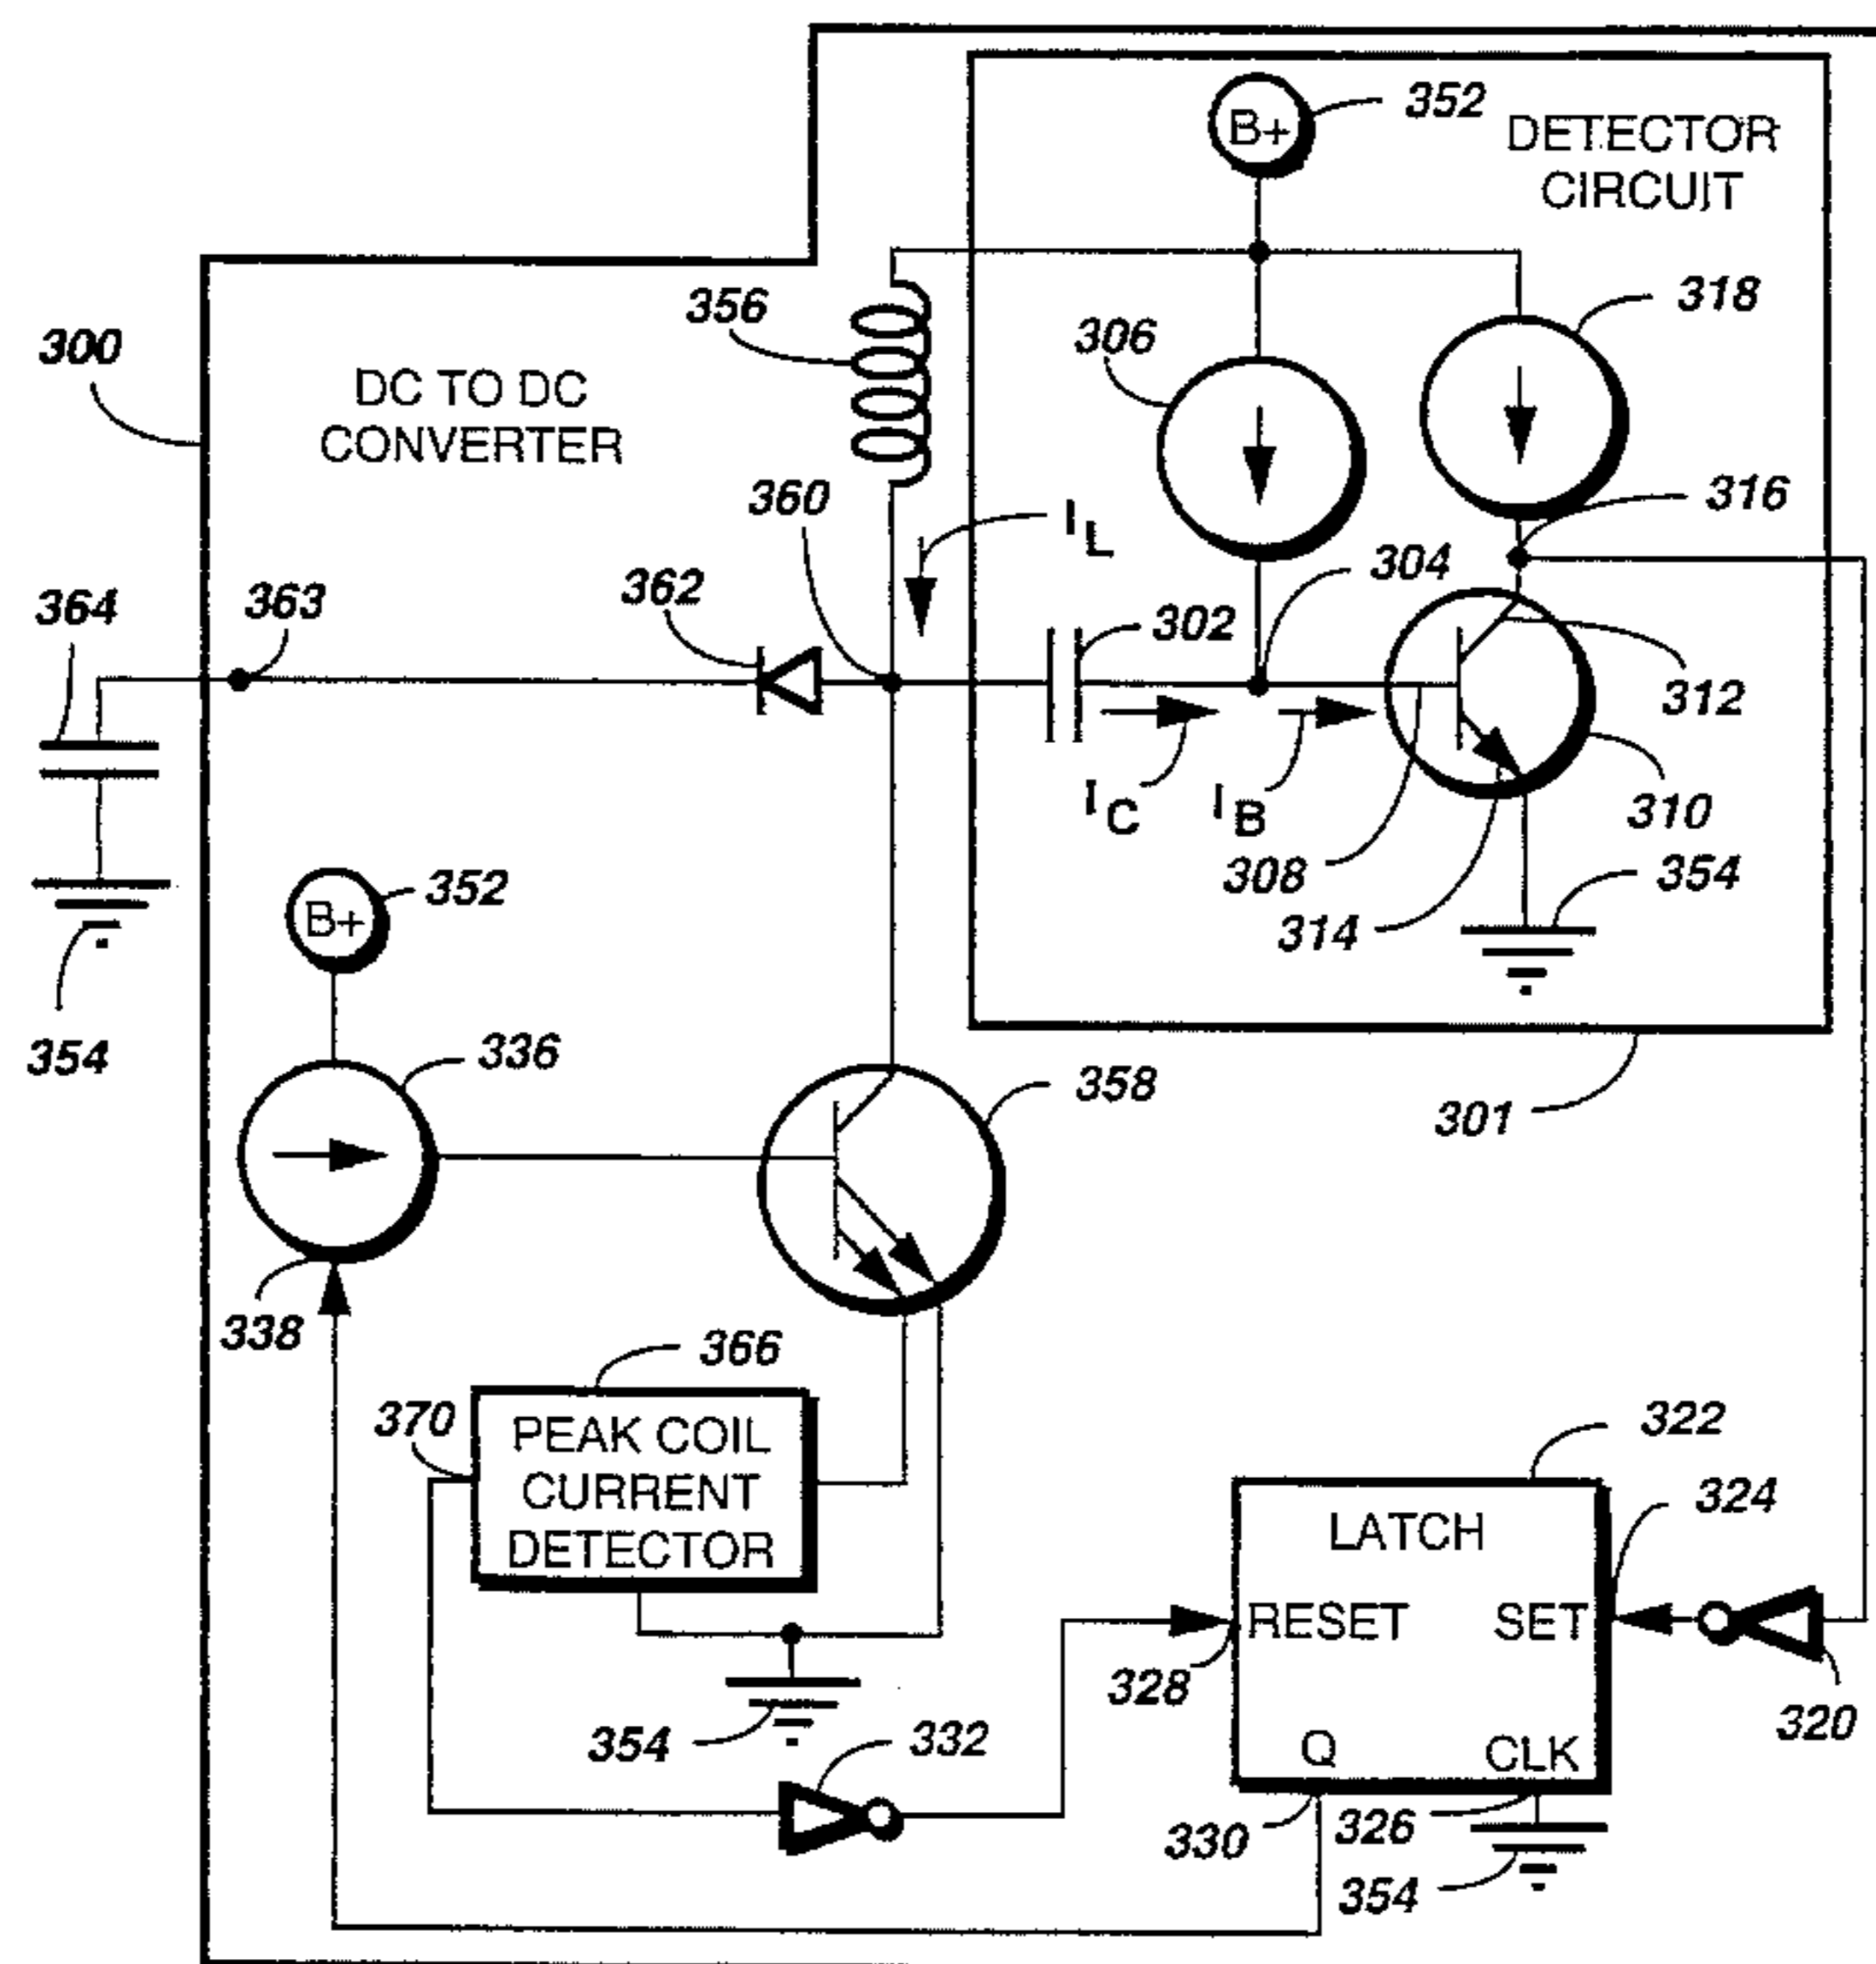 352
B+
DETECTOR
CIRCUIT
318
356
306
300
DC TO DC
CONVERTER
316
360
I L
304
362
302
364
363
312
I C
I B
310
308
354
314
352
B+
354
336
358
301
338
366
370
PEAK COIL
CURRENT
DETECTOR
322
324
LATCH
RESET
SET
328
320
354
332
Q
CLK
330
326
354